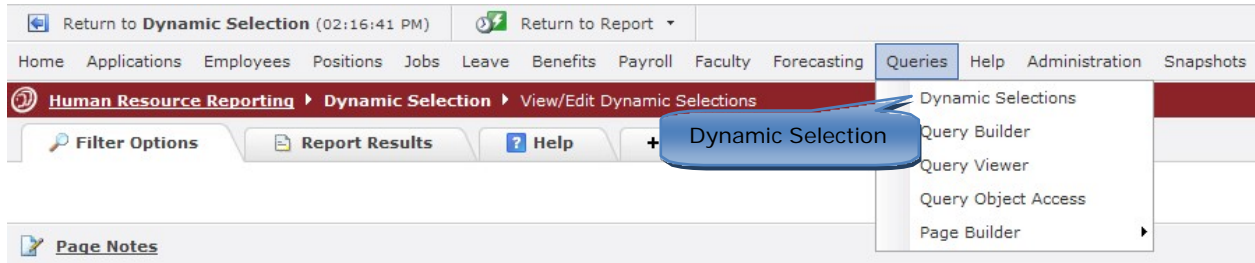 Return to Dynamic Selection (02:16:41 PM) Return to Report
Home Applications Employees Positions Jobs Leave Benefits Payroll Faculty Forecasting Queries Help Administration Snapshots
Human Resource Reporting Dynamic Selection View/Edit Dynamic Selections
Dynamic Selections
Filter Options Report Results ? Help +
Dynamic Selection
Query Builder
Query Viewer
Query Object Access
Page Builder
Page Notes